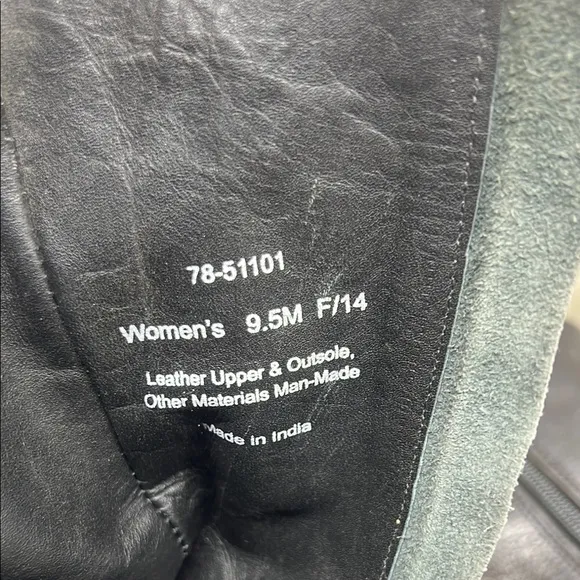 78-51101
Women's 9.5M F/14
Leather Upper & Outsole,
Other Materials Man-Made
Made in India